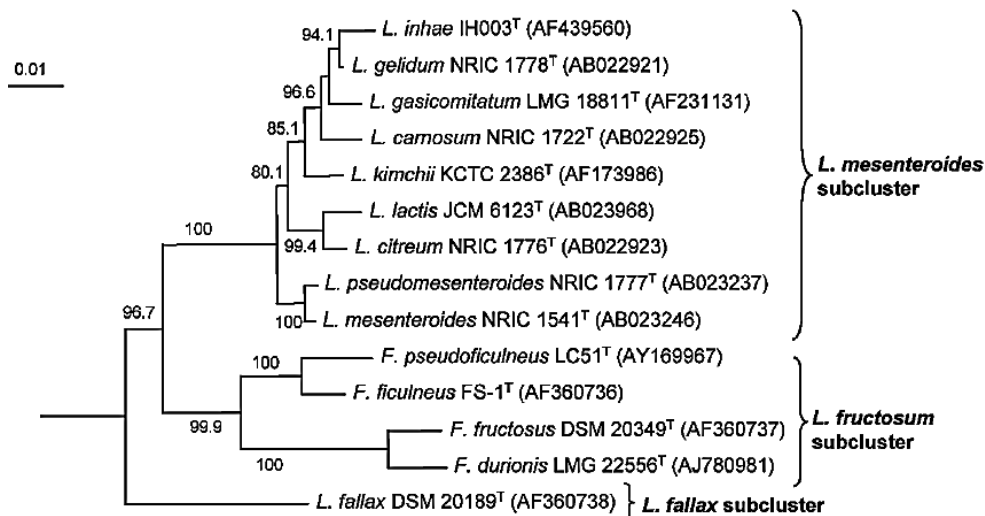 94.1
L. inhae IH003ᵀ (AF439560)
0.01
L. gelidum NRIC 1778ᵀ (AB022921)
96.6
L. gasicomitatum LMG 18811ᵀ (AF231131)
85.1
L. carnosum NRIC 1722ᵀ (AB022925)
80.1
L. kimchii KCTC 2386ᵀ (AF173986)
L. mesenteroides
subcluster
L. lactis JCM 6123ᵀ (AB023968)
100
99.4
L. citreum NRIC 1776ᵀ (AB022923)
L. pseudomesenteroides NRIC 1777ᵀ (AB023237)
96.7
100
L. mesenteroides NRIC 1541ᵀ (AB023246)
100
F. pseudoficulneus LC51ᵀ (AY169967)
F. ficulneus FS-1ᵀ (AF360736)
99.9
L. fructosum
subcluster
F. fructosus DSM 20349ᵀ (AF360737)
100
F. durionis LMG 22556ᵀ (AJ780981)
L. fallax DSM 20189ᵀ (AF360738)
L. fallax subcluster